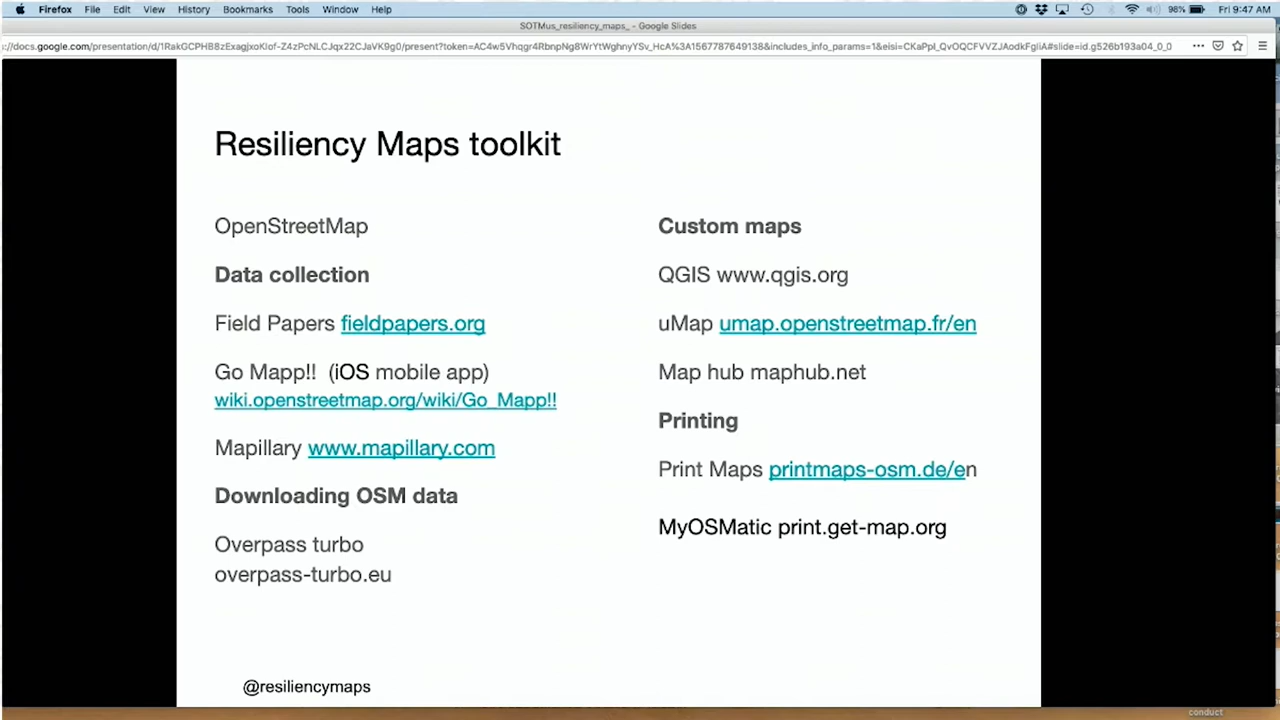 Firefox File Edit View History Bookmarks Tools Window Help 98% Fri 9:47 AM
SOTMus_resiliency_maps_ - Google Slides
Resiliency Maps toolkit
OpenStreetMap
Data collection
Field Papers fieldpapers.org
Go Mapp!! (iOS mobile app)
wiki.openstreetmap.org/wiki/Go_Mapp!!
Mapillary www.mapillary.com
Downloading OSM data
Overpass turbo
overpass-turbo.eu
Custom maps
QGIS www.qgis.org
uMap umap.openstreetmap.fr/en
Map hub maphub.net
Printing
Print Maps printmaps-osm.de/en
MyOSMatic print.get-map.org
@resiliencymaps
conduct